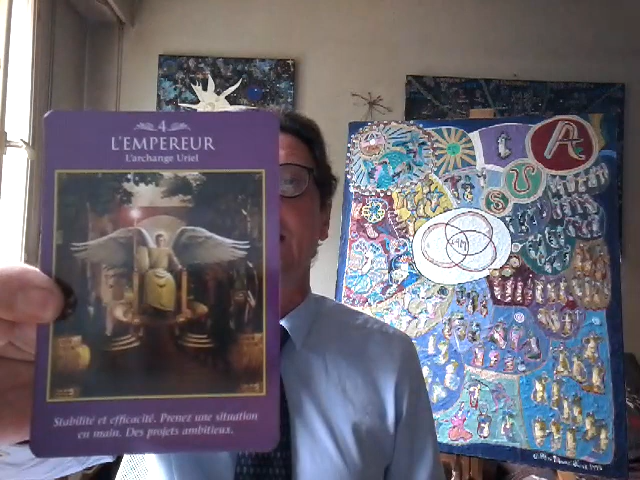 4
L'EMPEREUR
L'archange Uriel
Stabilité et efficacité. Prenez une situation
en main. Des projets ambitieux.
A
U
S